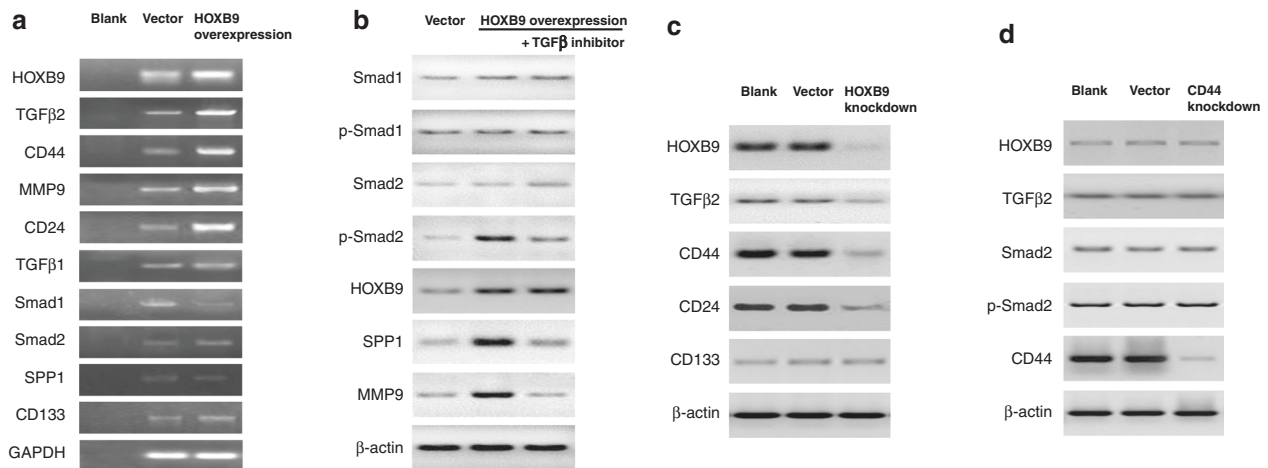 a
Blank Vector HOXB9 overexpression
HOXB9
TGFβ2
CD44
MMP9
CD24
TGFβ1
Smad1
Smad2
SPP1
CD133
GAPDH
b
Vector HOXB9 overexpression
+ TGFβ inhibitor
Smad1
p-Smad1
Smad2
p-Smad2
HOXB9
SPP1
MMP9
β-actin
c
Blank Vector HOXB9 knockdown
HOXB9
TGFβ2
CD44
CD24
CD133
β-actin
d
Blank Vector CD44 knockdown
HOXB9
TGFβ2
Smad2
p-Smad2
CD44
β-actin